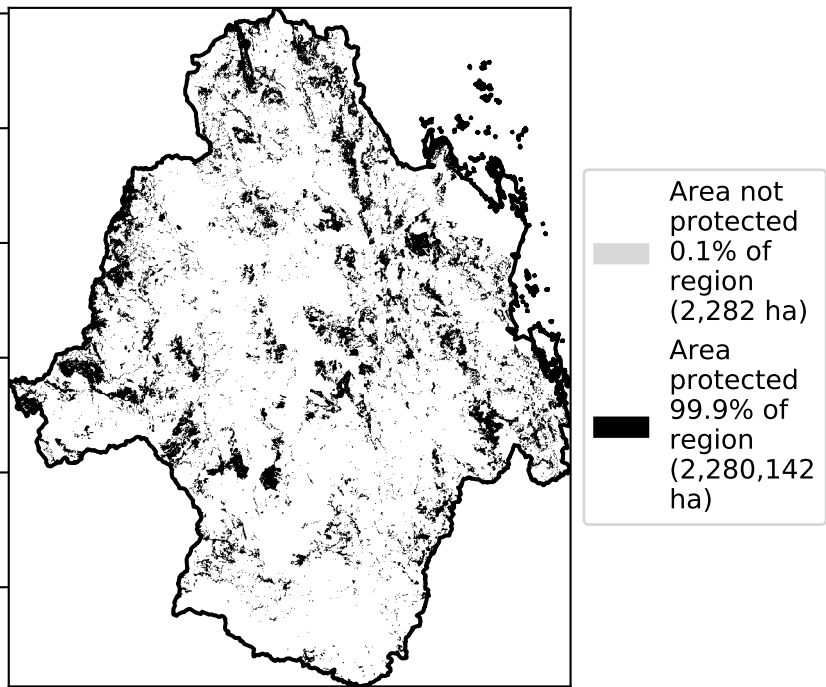 Area not
protected
0.1% of
region
(2,282 ha)
Area
protected
99.9% of
region
(2,280,142
ha)